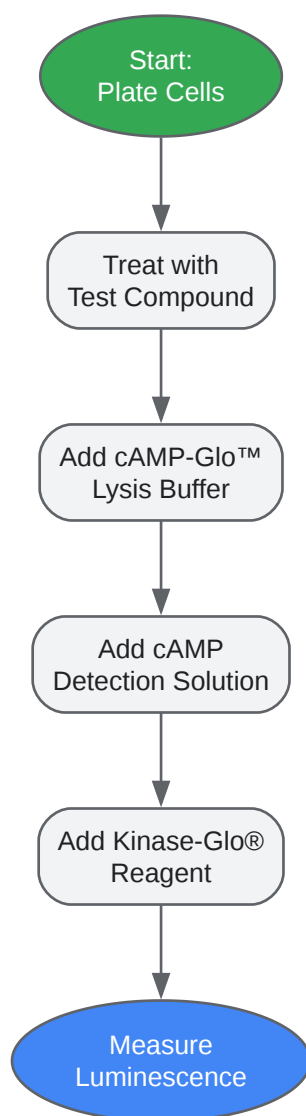 Start:
Plate Cells
Treat with
Test Compound
Add cAMP-Glo™
Lysis Buffer
Add cAMP
Detection Solution
Add Kinase-Glo®
Reagent
Measure
Luminescence